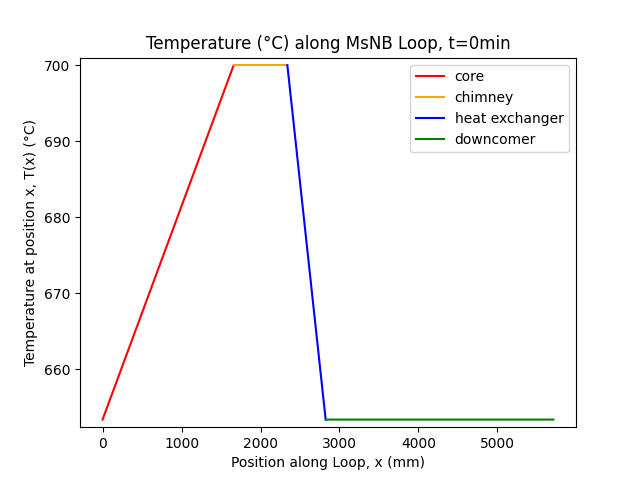 Temperature (°C) along MsNB Loop, t=0min
Temperature at position x, T(x) (°C)
700
690
680
670
660
core
chimney
heat exchanger
downcomer
0
1000
2000
3000
4000
5000
Position along Loop, x (mm)